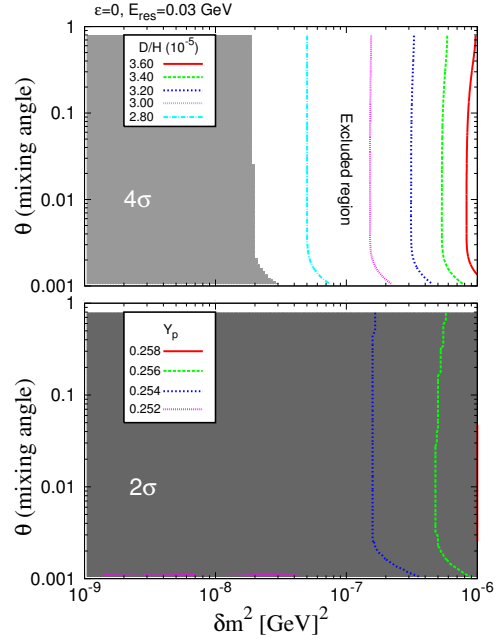 ε=0, E_res=0.03 GeV
D/H (10^-5)
3.60
3.40
3.20
3.00
2.80
Excluded region
4σ
θ (mixing angle)
1
0.1
0.01
0.001
Y_p
0.258
0.256
0.254
0.252
2σ
θ (mixing angle)
1
0.1
0.01
0.001
10^-9
10^-8
10^-7
10^-6
δm^2 [GeV]^2